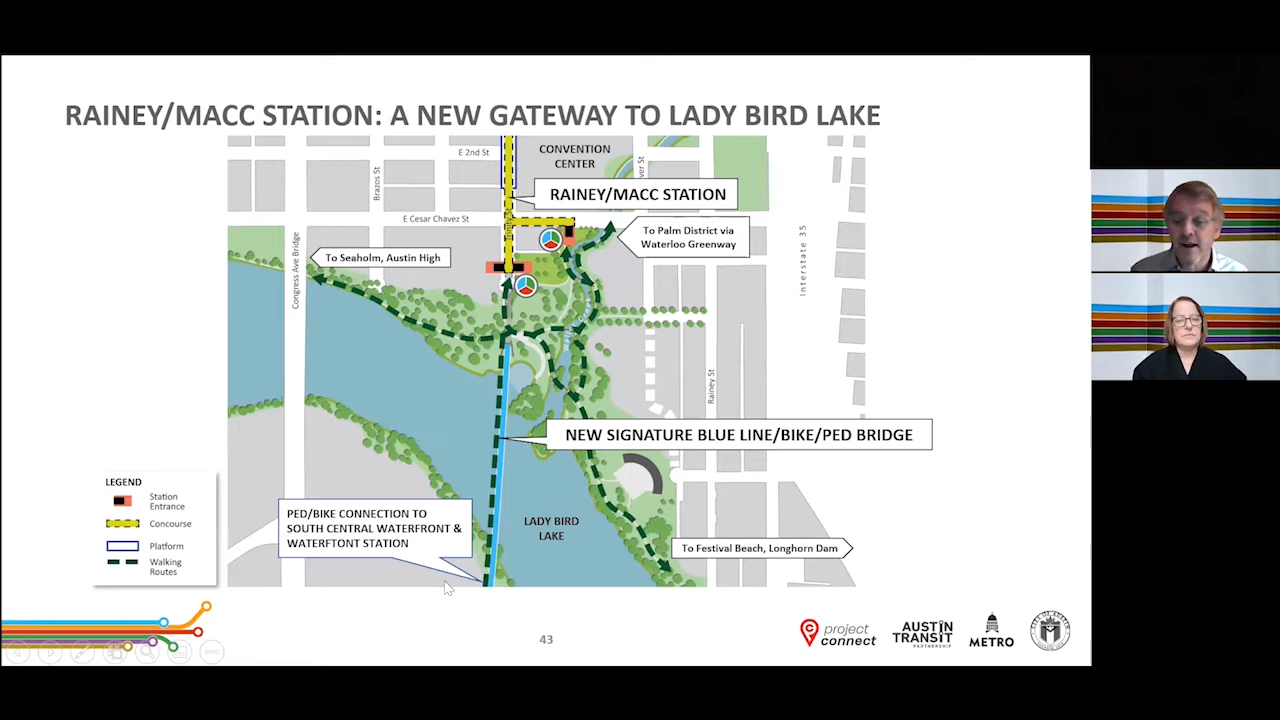 RAINEY/MACC STATION: A NEW GATEWAY TO LADY BIRD LAKE
E 2nd St
CONVENTION
CENTER
Brazos St
ver St
RAINEY/MACC STATION
E Cesar Chavez St
Trinity
To Palm District via
Waterloo Greenway
To Seaholm, Austin High
Congress Ave Bridge
Interstate 35
Rainey St
NEW SIGNATURE BLUE LINE/BIKE/PED BRIDGE
LEGEND
Station
Entrance
Concourse
Platform
Walking
Routes
PED/BIKE CONNECTION TO
SOUTH CENTRAL WATERFRONT &
WATERFTONT STATION
LADY BIRD
LAKE
To Festival Beach, Longhorn Dam
43
project
connect
AUSTIN
TRANSIT
PARTNERSHIP
METRO